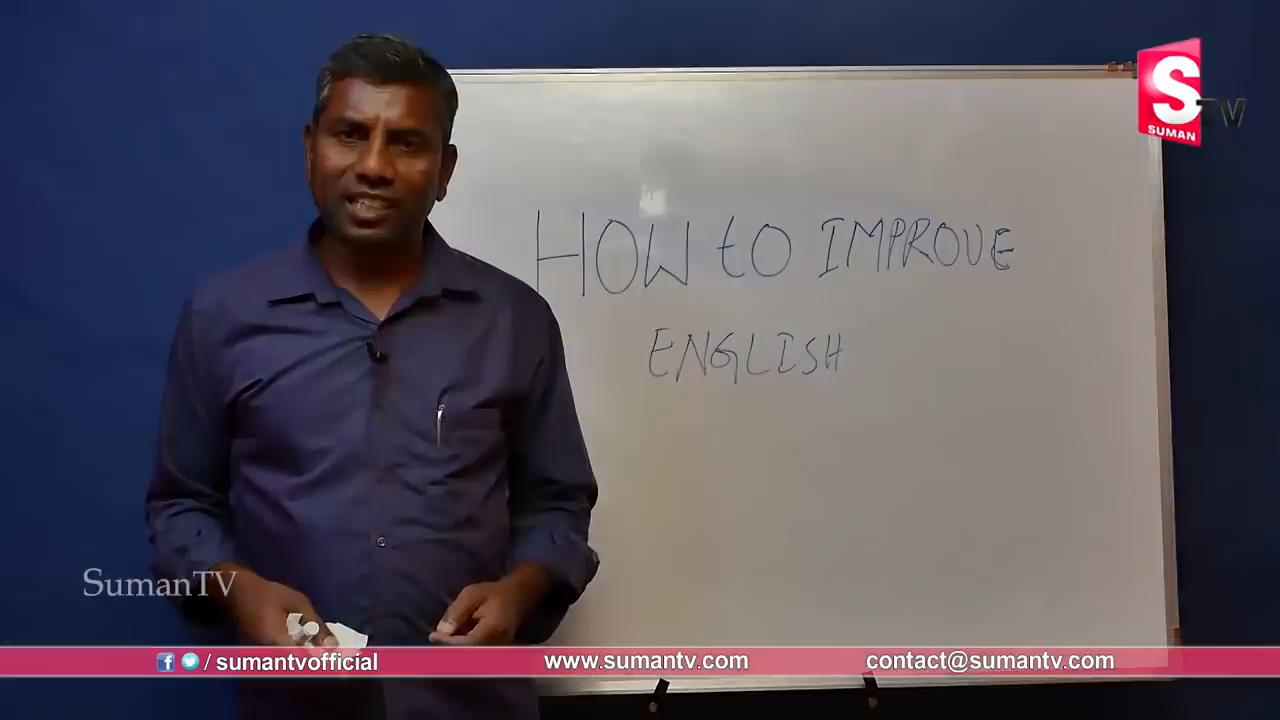 S
SUMAN
TV
HOW to IMPROVE
ENGLISH
SumanTV
f / sumantvofficial
www.sumantv.com
contact@sumantv.com